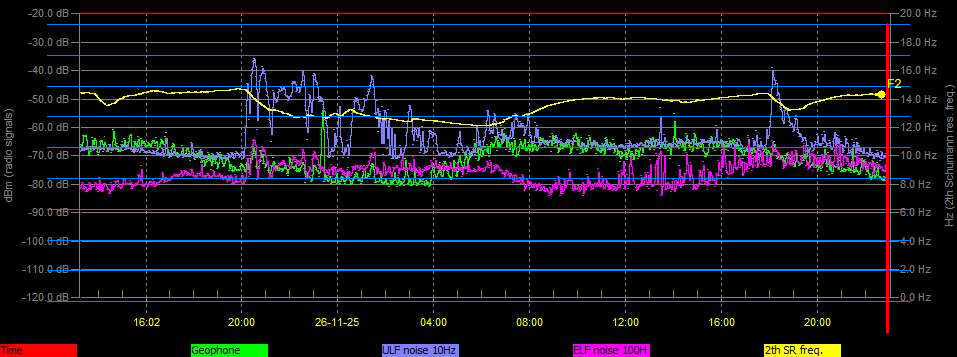 -20.0 dB 20.0 Hz
-30.0 dB 18.0 Hz
-40.0 dB 16.0 Hz
F2
-50.0 dB 14.0 Hz
-60.0 dB 12.0 Hz
-70.0 dB 10.0 Hz
-80.0 dB 8.0 Hz
-90.0 dB 6.0 Hz
-100.0 dB 4.0 Hz
-110.0 dB 2.0 Hz
-120.0 dB 0.0 Hz
dBm (radio signals)
Hz (2th Schumann res. freq.)
16:02 20:00 26-11-25 04:00 08:00 12:00 16:00 20:00
Time Geophone ULF noise 10Hz ELF noise 100H 2th SR freq.